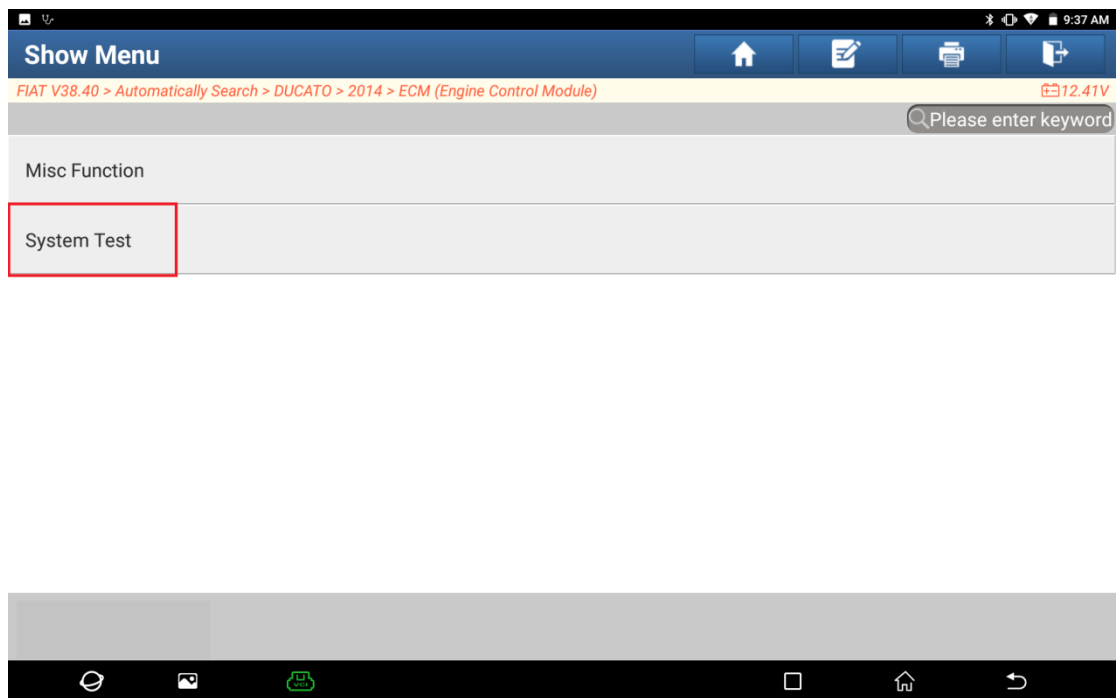 9:37 AM
Show Menu
FIAT V38.40 > Automatically Search > DUCATO > 2014 > ECM (Engine Control Module)
12.41V
Please enter keyword
Misc Function
System Test
VCI